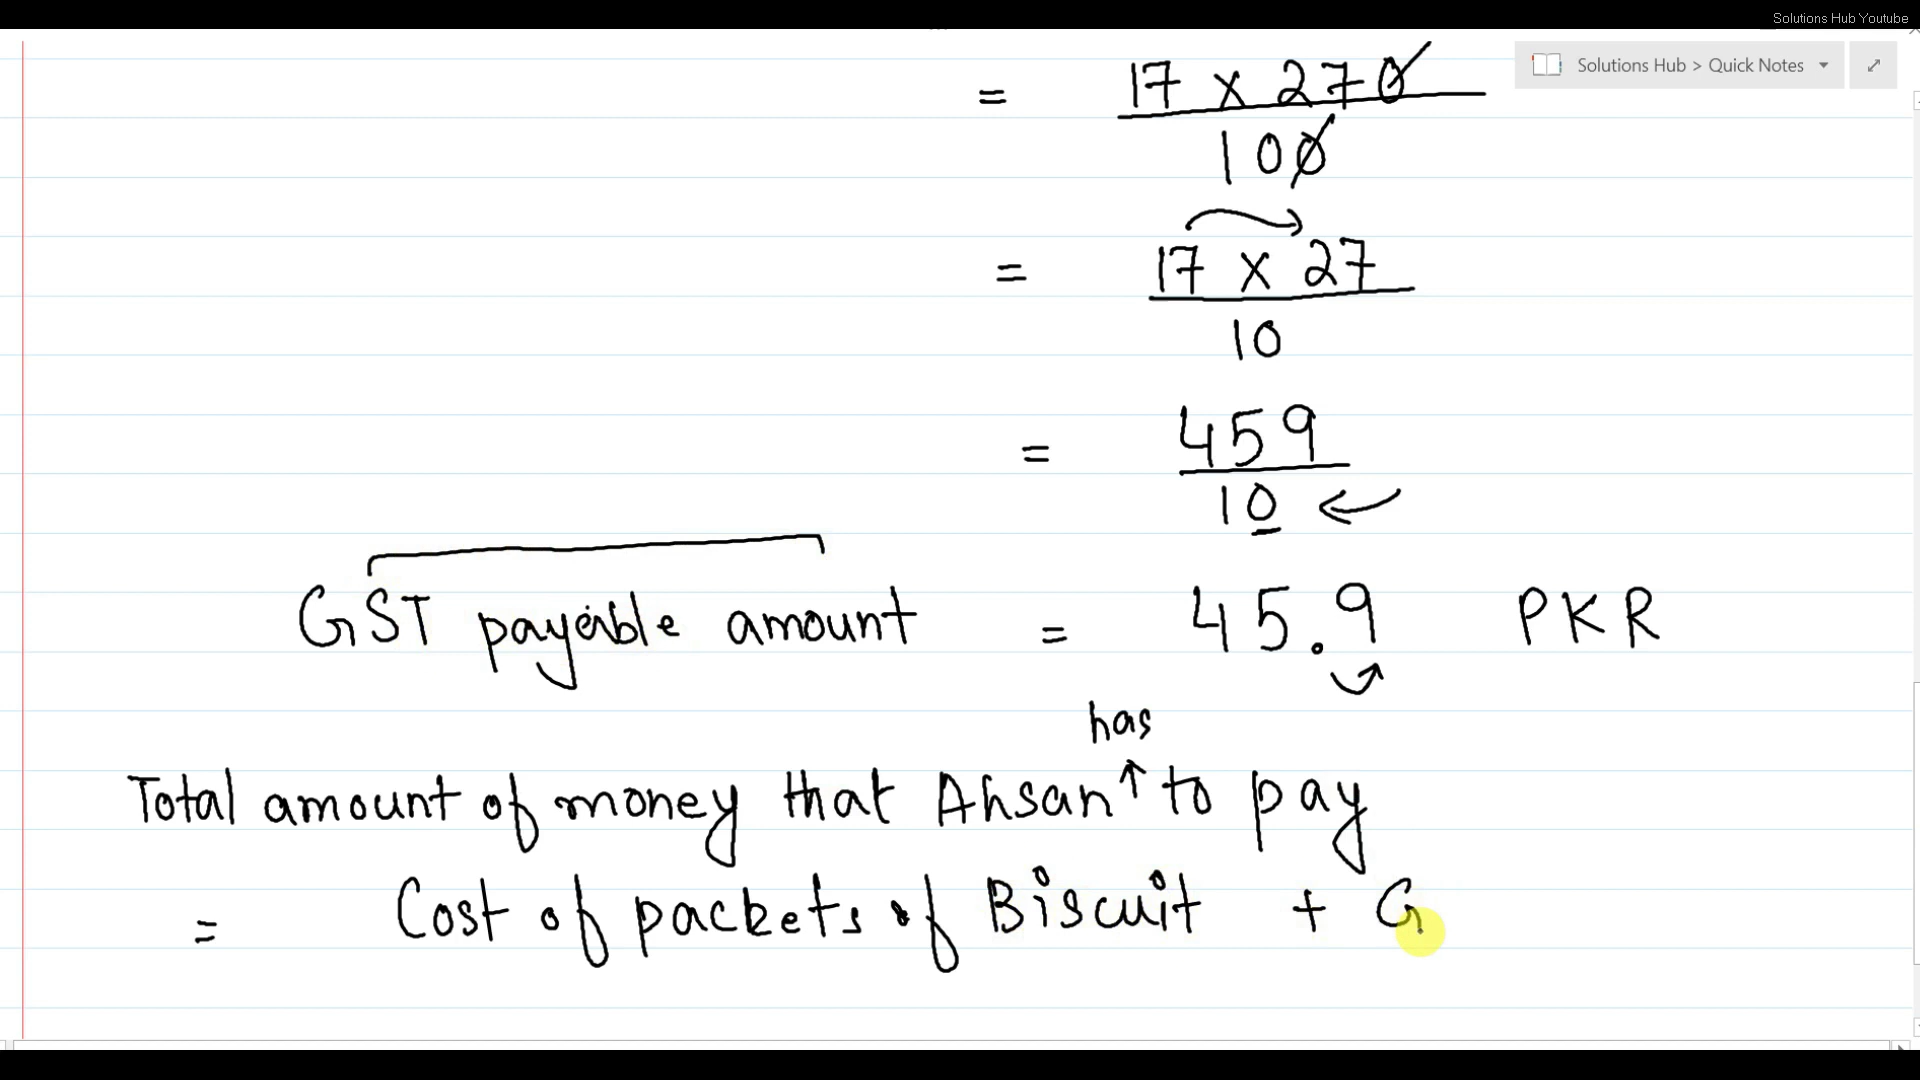 Solutions Hub Youtube
Solutions Hub > Quick Notes
= 17 x 270
100
= 17 x 27
10
= 459
10
GST payable amount = 45.9 PKR
has
Total amount of money that Ahsan ↑ to pay
= Cost of packets of Biscuit + G